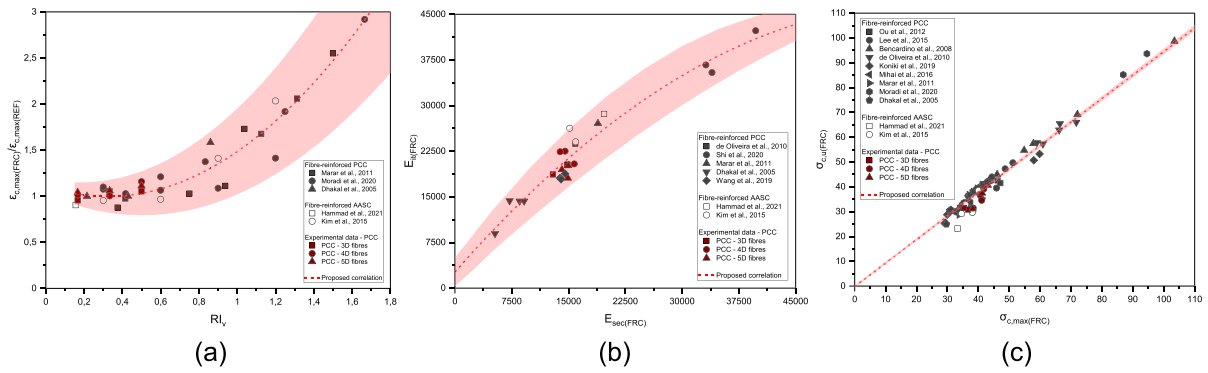 3
2,5
2
1,5
1
0,5
0
0
0,2
0,4
0,6
0,8
1
1,2
1,4
1,6
1,8
εc,max(FRC)/εc,max(REF)
RIv
Fibre-reinforced PCC
Marar et al., 2011
Moradi et al., 2020
Dhakal et al., 2005
Fibre-reinforced AASC
Hammad et al., 2021
Kim et al., 2015
Experimental data - PCC
PCC - 3D fibres
PCC - 4D fibres
PCC - 5D fibres
Proposed correlation
(a)
45000
37500
30000
22500
15000
7500
0
0
7500
15000
22500
30000
37500
45000
Eit(FRC)
Esec(FRC)
Fibre-reinforced PCC
de Oliveira et al., 2010
Shi et al., 2020
Marar et al., 2011
Dhakal et al., 2005
Wang et al., 2019
Fibre-reinforced AASC
Hammad et al., 2021
Kim et al., 2015
Experimental data - PCC
PCC - 3D fibres
PCC - 4D fibres
PCC - 5D fibres
Proposed correlation
(b)
110
100
90
80
70
60
50
40
30
20
10
0
0
10
20
30
40
50
60
70
80
90
100
110
σc,u(FRC)
σc,max(FRC)
Fibre-reinforced PCC
Ou et al., 2012
Lee et al., 2015
Bencardino et al., 2008
de Oliveira et al., 2010
Koniki et al., 2019
Mihai et al., 2016
Marar et al., 2011
Moradi et al., 2020
Dhakal et al., 2005
Fibre-reinforced AASC
Hammad et al., 2021
Kim et al., 2015
Experimental data - PCC
PCC - 3D fibres
PCC - 4D fibres
PCC - 5D fibres
Proposed correlation
(c)